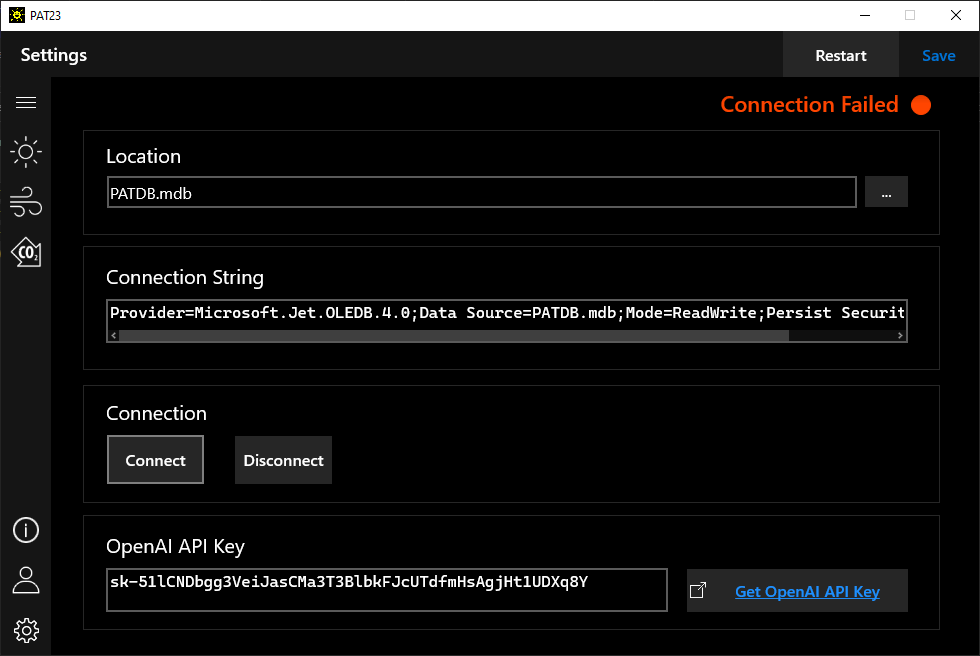 PAT23
Settings
Restart
Save
Connection Failed
Location
PATDB.mdb
...
Connection String
Provider=Microsoft.Jet.OLEDB.4.0;Data Source=PATDB.mdb;Mode=ReadWrite;Persist Securit
Connection
Connect
Disconnect
CO2
OpenAI API Key
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
Get OpenAI API Key